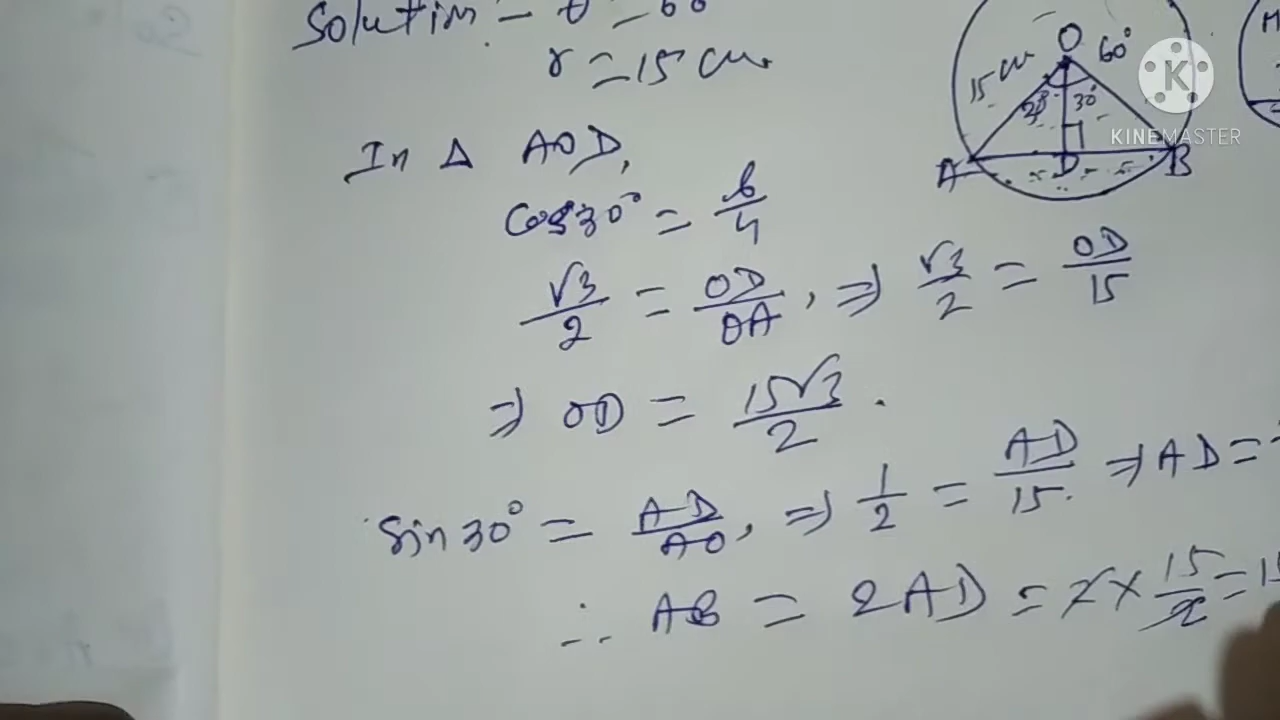 Solution - θ = 60
r = 15 cm.
In Δ AOD,
Cos 30° = b/h
√3/2 = OD/OA, ⇒ √3/2 = OD/15
⇒ OD = 15√3/2 .
Sin 30° = AD/AO, ⇒ 1/2 = AD/15. ⇒ AD =
∴ AB = 2AD = 2 × 15/2 = 15
O
60°
15 cm
30°
A
D
B
K
KINEMASTER